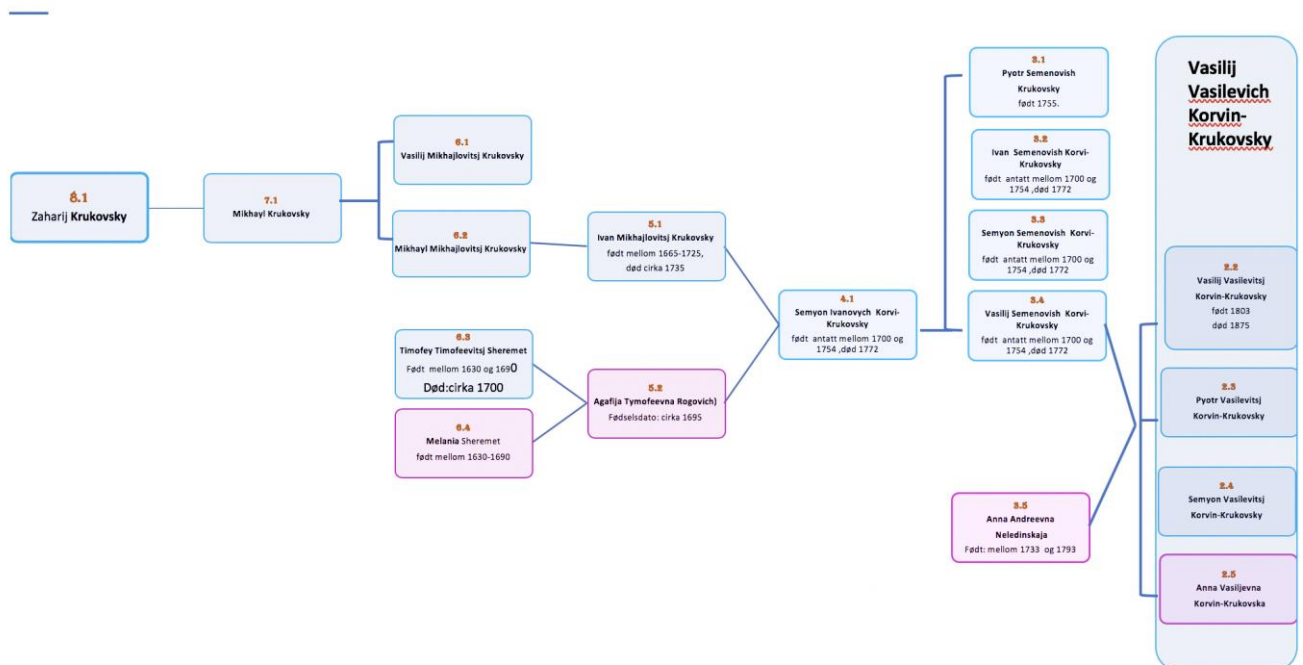 8.1
Zaharij Krukovsky
7.1
Mikhayl Krukovsky
6.1
Vasilij Mikhajlovitsj Krukovsky
6.2
Mikhayl Mikhajlovitsj Krukovsky
6.3
Timofey Timofeevitsj Sheremet
Født mellom 1630 og 1690
Død:cirka 1700
6.4
Melania Sheremet
født mellom 1630-1690
5.1
Ivan Mikhajlovitsj Krukovsky
født mellom 1665-1725,
død cirka 1735
5.2
Agafija Tymofeevna Rogovich)
Fødselsdato: cirka 1695
4.1
Semyon Ivanovych Korvi-
Krukovsky
født antatt mellom 1700 og
1754 ,død 1772
3.1
Pyotr Semenovish
Krukovsky
født 1755.
3.2
Ivan Semenovish Korvi-
Krukovsky
født antatt mellom 1700 og
1754 ,død 1772
3.3
Semyon Semenovish Korvi-
Krukovsky
født antatt mellom 1700 og
1754 ,død 1772
3.4
Vasilij Semenovish Korvi-
Krukovsky
født antatt mellom 1700 og
1754 ,død 1772
3.5
Anna Andreevna
Neledinskaja
Født: mellom 1733 og 1793
Vasilij
Vasilevich
Korvin-
Krukovsky
2.2
Vasilij Vasilevitsj
Korvin-Krukovsky
født 1803
død 1875
2.3
Pyotr Vasilevitsj
Korvin-Krukovsky
2.4
Semyon Vasilevitsj
Korvin-Krukovsky
2.5
Anna Vasiljevna
Korvin-Krukovska